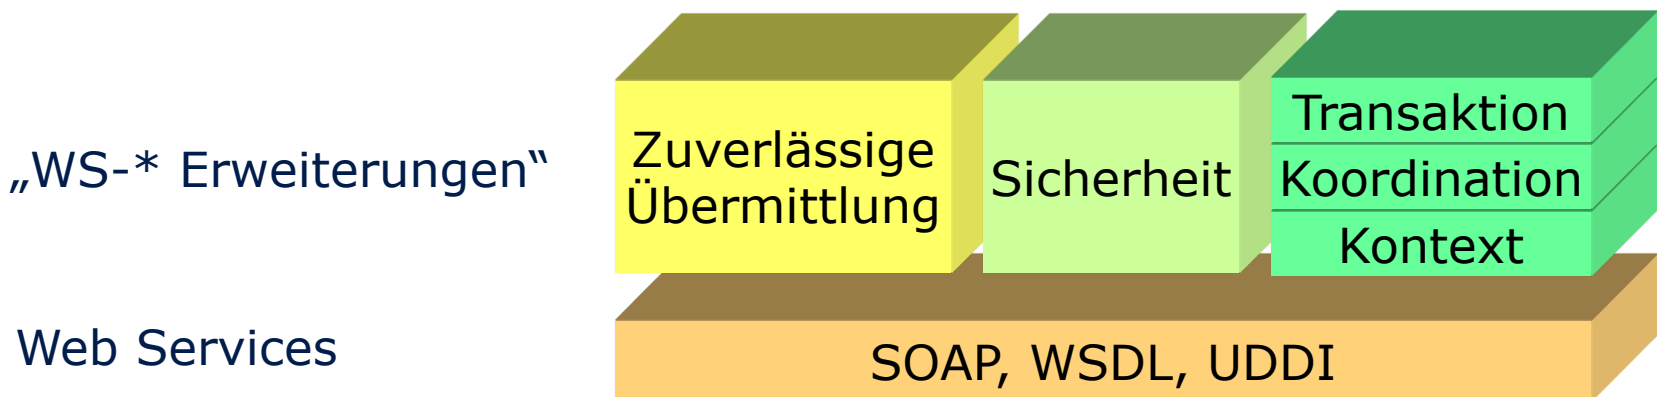 „WS-* Erweiterungen“
Zuverlässige
Übermittlung
Sicherheit
Transaktion
Koordination
Kontext
Web Services
SOAP, WSDL, UDDI